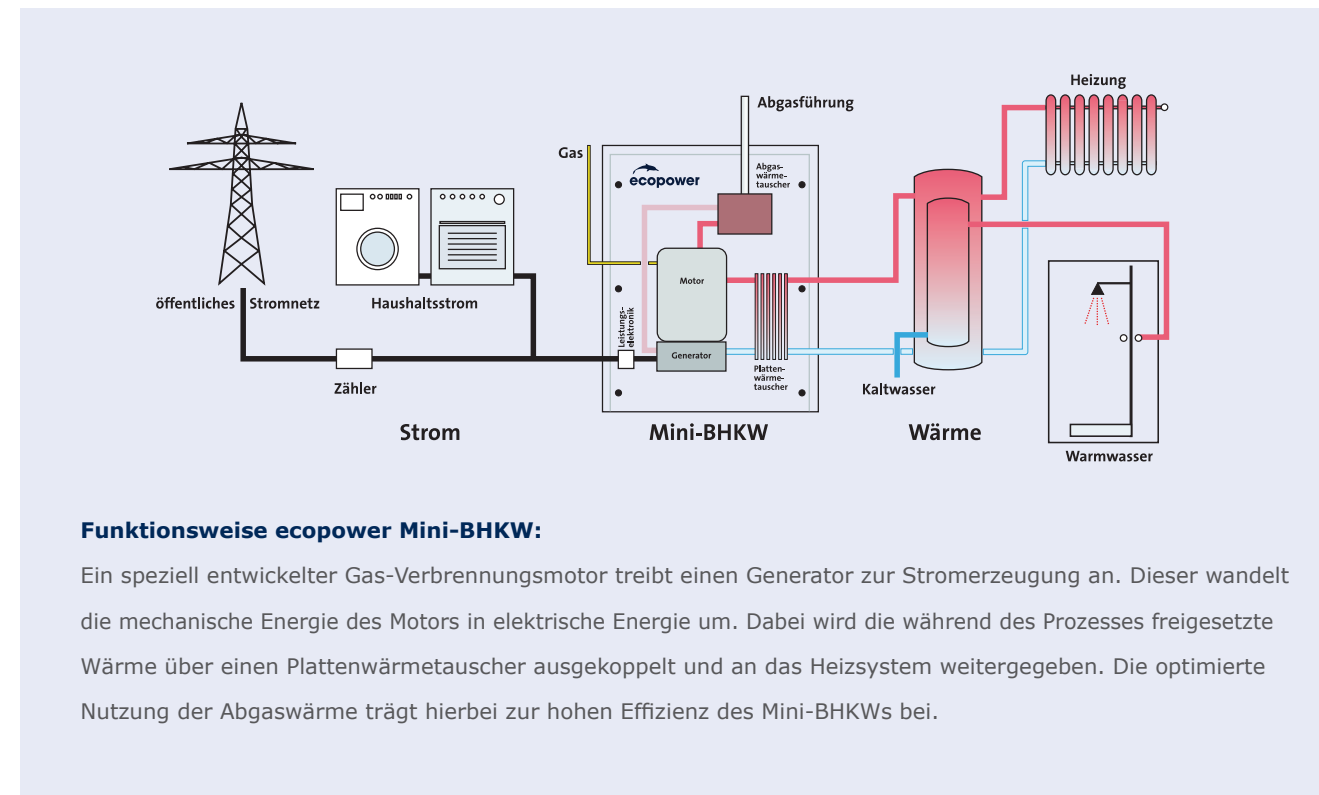 Heizung
Abgasführung
Gas
Abgas-
wärme-
tauscher
ecopower
Motor
öffentliches Stromnetz
Haushaltsstrom
Leistungs-
elektronik
Generator
Platten-
wärme-
tauscher
Zähler
Kaltwasser
Strom
Mini-BHKW
Wärme
Warmwasser
Funktionsweise ecopower Mini-BHKW:
Ein speziell entwickelter Gas-Verbrennungsmotor treibt einen Generator zur Stromerzeugung an. Dieser wandelt
die mechanische Energie des Motors in elektrische Energie um. Dabei wird die während des Prozesses freigesetzte
Wärme über einen Plattenwärmetauscher ausgekoppelt und an das Heizsystem weitergegeben. Die optimierte
Nutzung der Abgaswärme trägt hierbei zur hohen Effizienz des Mini-BHKWs bei.